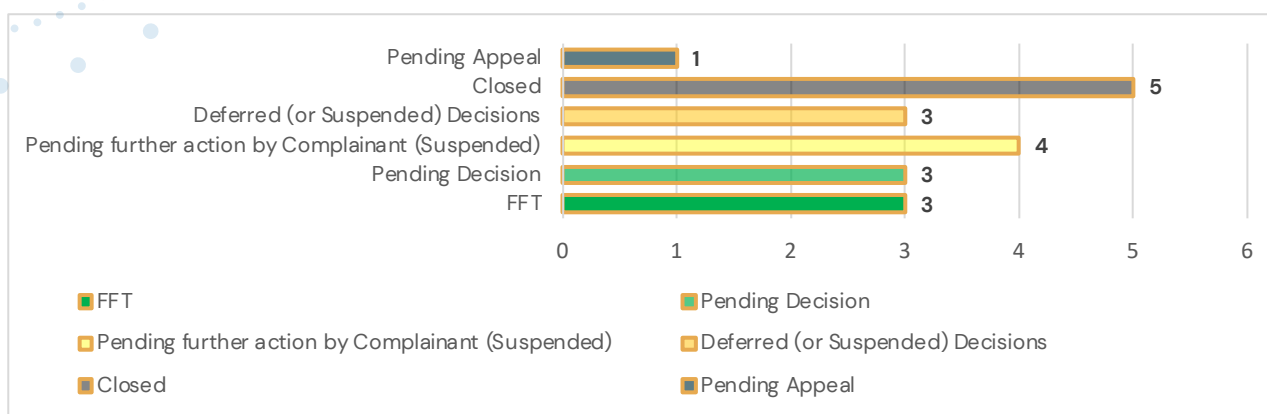 Pending Appeal 1
Closed 5
Deferred (or Suspended) Decisions 3
Pending further action by Complainant (Suspended) 4
Pending Decision 3
FFT 3
0 1 2 3 4 5 6
FFT Pending Decision
Pending further action by Complainant (Suspended) Deferred (or Suspended) Decisions
Closed Pending Appeal